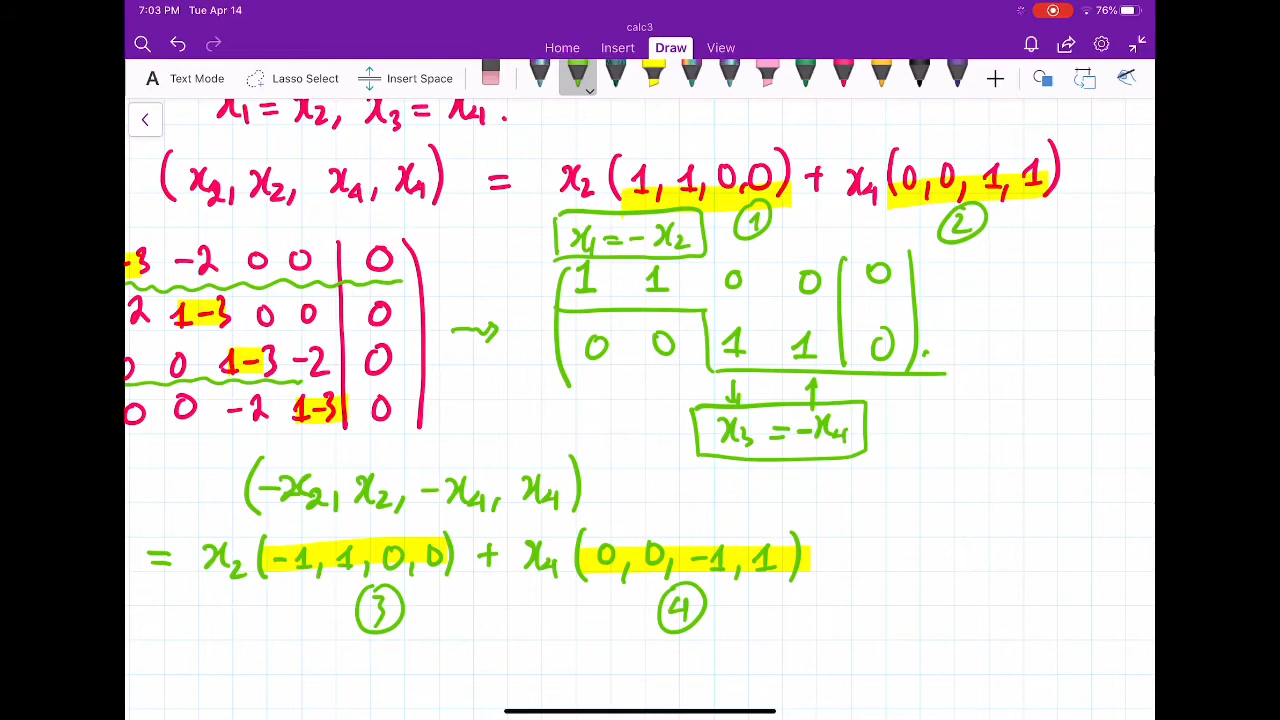 7:03 PM Tue Apr 14
76%
calc3
Home Insert Draw View
Text Mode Lasso Select Insert Space
x₁ = x₂, x₃ = x₄.
(x₂, x₂, x₄, x₄) = x₂(1, 1, 0, 0) + x₄(0, 0, 1, 1)
① ②
x₁ = -x₂
-3 -2 0 0 | 0
2 1-3 0 0 | 0
0 0 1-3 -2 | 0
0 0 -2 1-3 | 0
→
( 1 1 0 0 | 0
0 0 1 1 | 0 ).
↓ ↑
x₃ = -x₄
(-x₂, x₂, -x₄, x₄)
= x₂(-1, 1, 0, 0) + x₄(0, 0, -1, 1)
③ ④